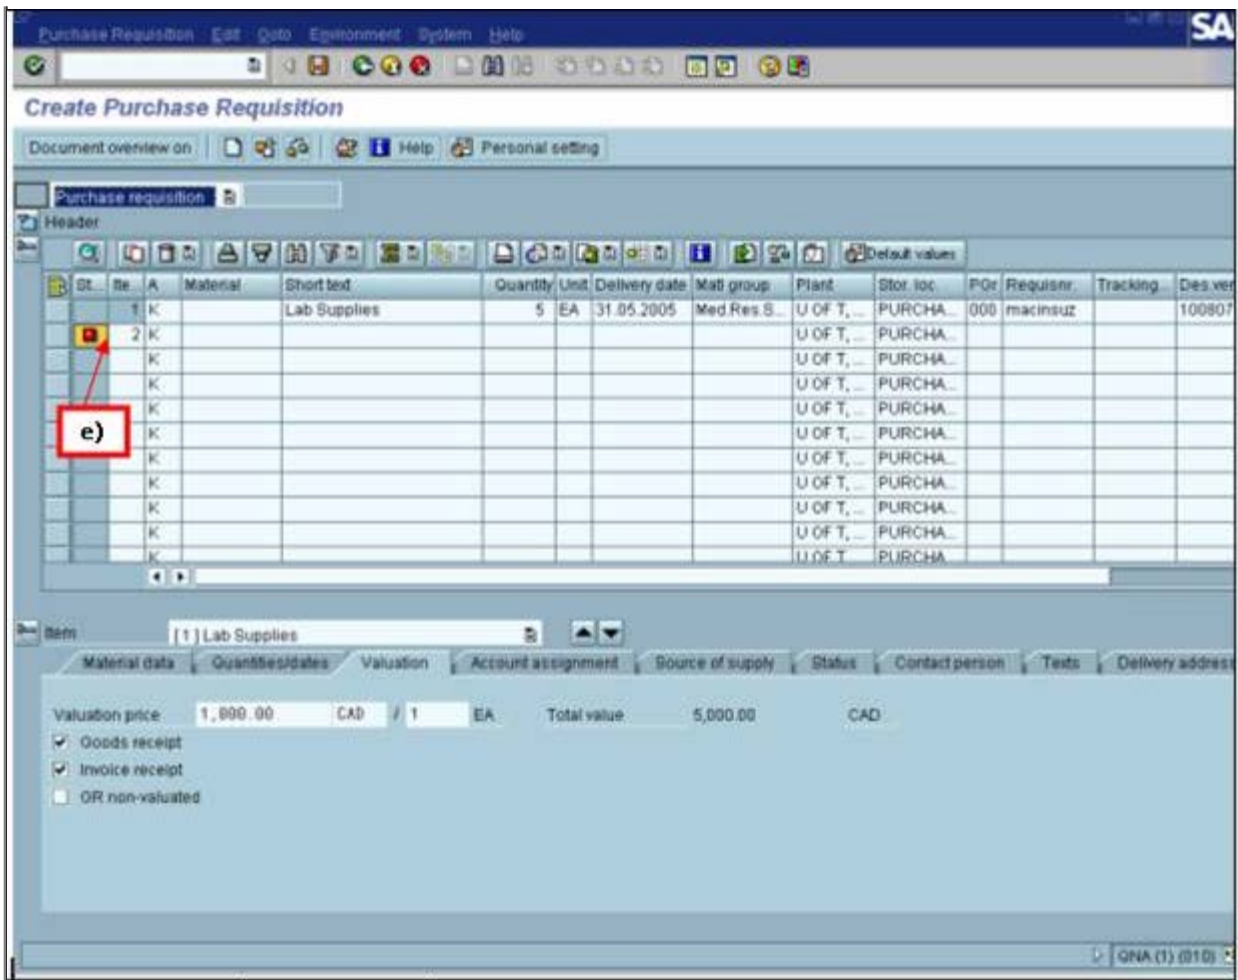 SA
Purchase Requisition Edit Goto Environment System Help
Create Purchase Requisition
Document overview on Help Personal setting
Purchase requisition
Header
Default values
St... Ite... A Material Short text Quantity Unit Delivery date Matl group Plant Stor. loc. PGr Requisnr. Tracking... Des.ven
1 K Lab Supplies 5 EA 31.05.2005 Med.Res.S... U OF T, ... PURCHA... 000 macinsuz 100807
2 K U OF T, ... PURCHA...
K U OF T, ... PURCHA...
K U OF T, ... PURCHA...
K U OF T, ... PURCHA...
e) K U OF T, ... PURCHA...
K U OF T, ... PURCHA...
K U OF T, ... PURCHA...
K U OF T, ... PURCHA...
K U OF T, ... PURCHA...
K U OF T PURCHA
Item [ 1 ] Lab Supplies
Material data Quantities/dates Valuation Account assignment Source of supply Status Contact person Texts Delivery address
Valuation price 1,000.00 CAD / 1 EA Total value 5,000.00 CAD
Goods receipt
Invoice receipt
GR non-valuated
QNA (1) (010)